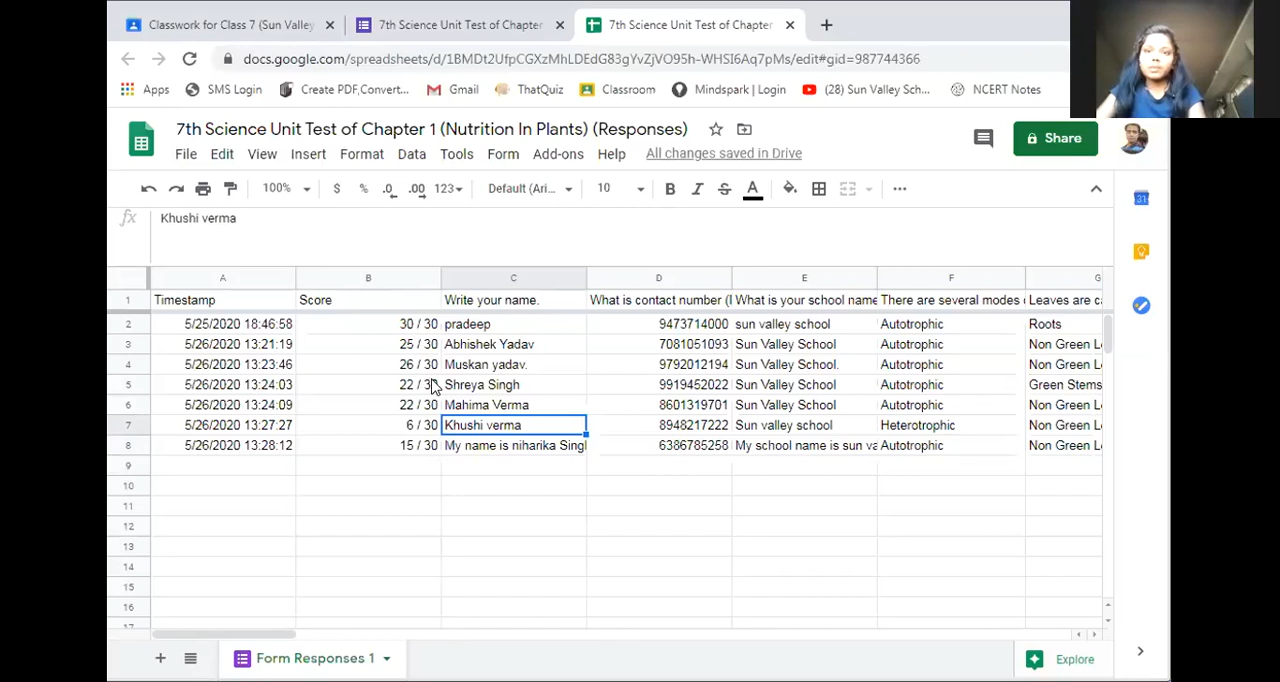 Classwork for Class 7 (Sun Valley
7th Science Unit Test of Chapter
7th Science Unit Test of Chapter
docs.google.com/spreadsheets/d/1BMDt2UfpCGXzMhLDEdG83gYvZjVO95h-WHSI6Aq7pMs/edit#gid=987744366
Apps SMS Login Create PDF,Convert... Gmail ThatQuiz Classroom Mindspark | Login (28) Sun Valley Sch... NCERT Notes
7th Science Unit Test of Chapter 1 (Nutrition In Plants) (Responses)
Share
File Edit View Insert Format Data Tools Form Add-ons Help All changes saved in Drive
100% $ % .0 .00 123 Default (Ari... 10 B I S A
fx Khushi verma
A B C D E F G
1 Timestamp Score Write your name. What is contact number ( What is your school name There are several modes Leaves are
2 5/25/2020 18:46:58 30 / 30 pradeep 9473714000 sun valley school Autotrophic Roots
3 5/26/2020 13:21:19 25 / 30 Abhishek Yadav 7081051093 Sun Valley School Autotrophic Non Green
4 5/26/2020 13:23:46 26 / 30 Muskan yadav. 9792012194 Sun Valley School. Autotrophic Non Green
5 5/26/2020 13:24:03 22 / 30 Shreya Singh 9919452022 Sun Valley School Autotrophic Green Stems
6 5/26/2020 13:24:09 22 / 30 Mahima Verma 8601319701 Sun Valley School Autotrophic Non Green
7 5/26/2020 13:27:27 6 / 30 Khushi verma 8948217222 Sun valley school Heterotrophic Non Green
8 5/26/2020 13:28:12 15 / 30 My name is niharika Singl 6386785258 My school name is sun va Autotrophic Non Green
9
10
11
12
13
14
15
16
17
Form Responses 1
Explore